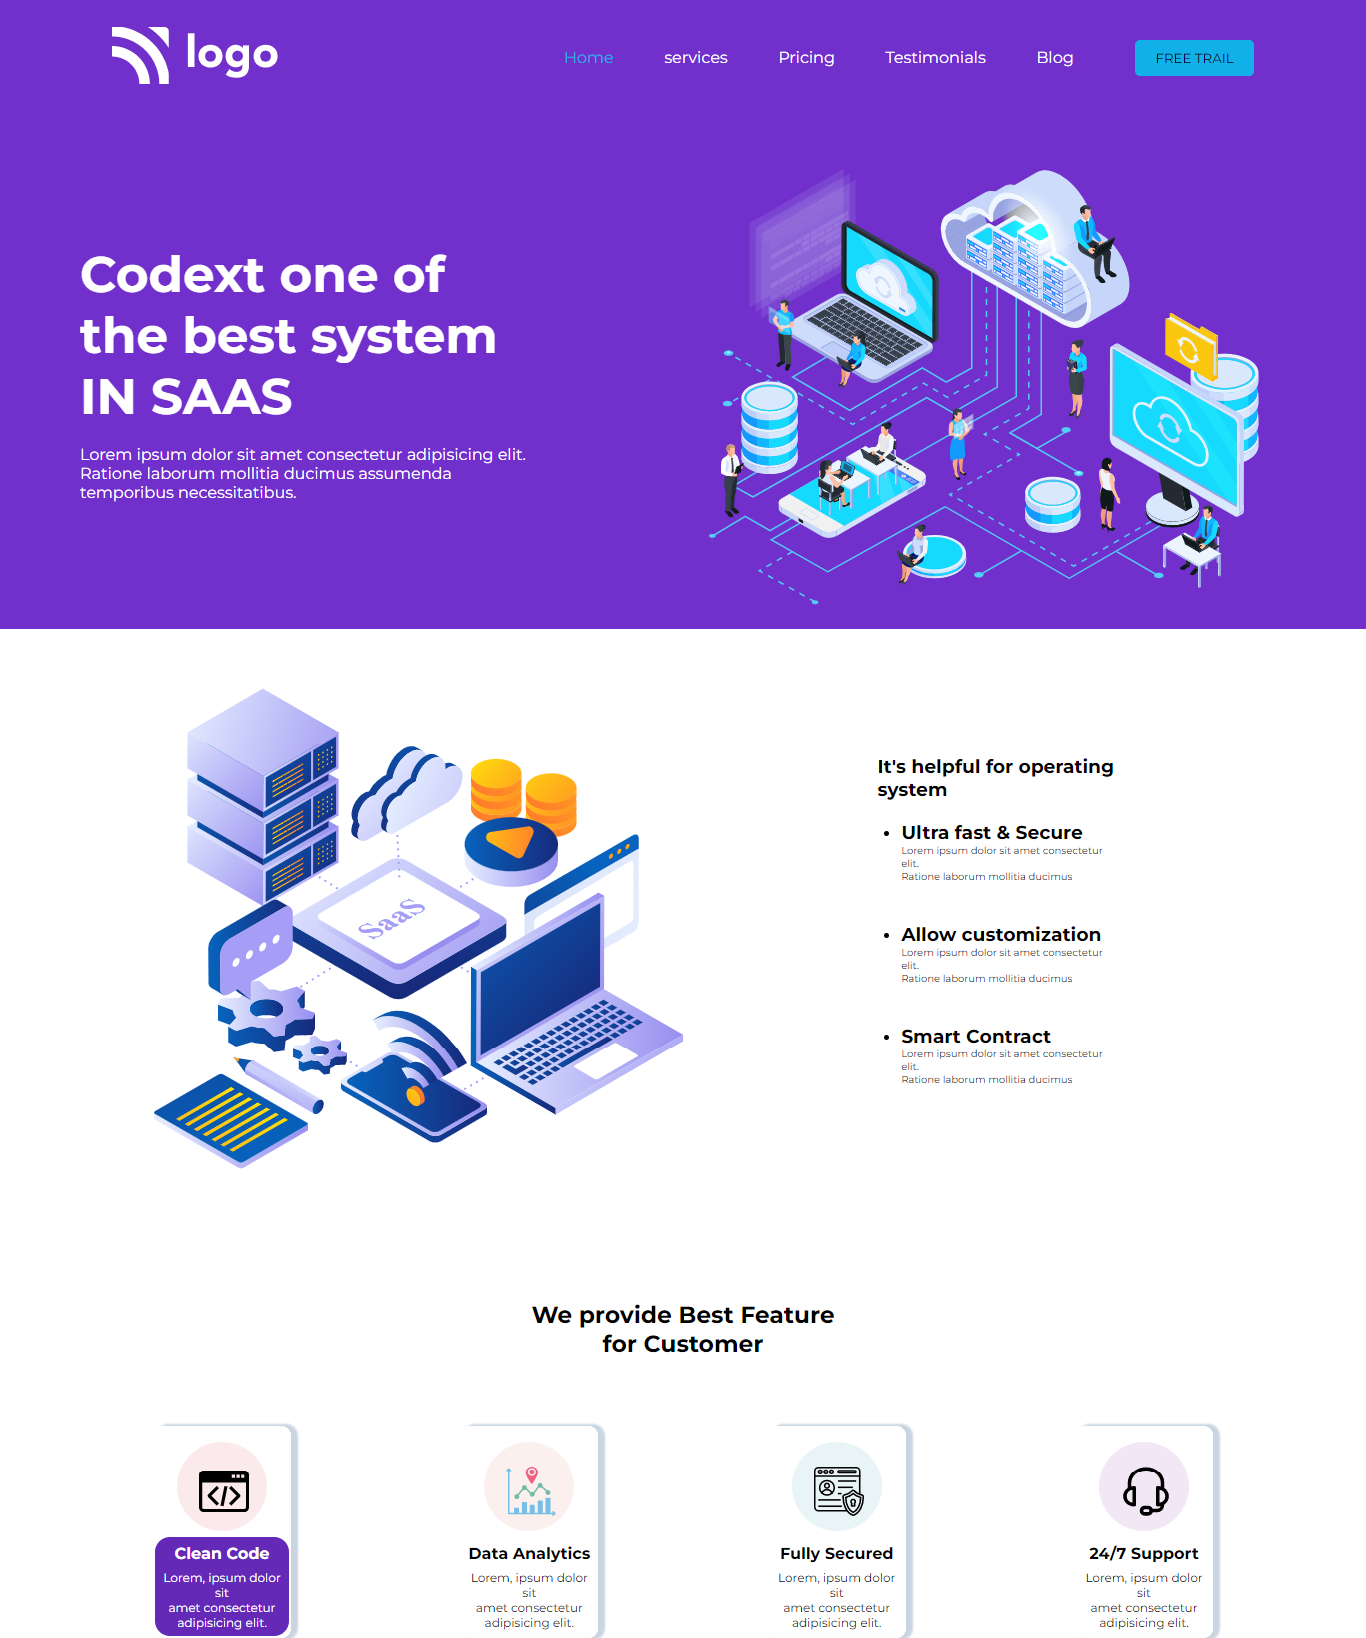 logo
Home services Pricing Testimonials Blog FREE TRAIL
Codext one of
the best system
IN SAAS
Lorem ipsum dolor sit amet consectetur adipisicing elit.
Ratione laborum mollitia ducimus assumenda
temporibus necessitatibus.
SaaS
It's helpful for operating
system
Ultra fast & Secure
Lorem ipsum dolor sit amet consectetur
elit.
Ratione laborum mollitia ducimus
Allow customization
Lorem ipsum dolor sit amet consectetur
elit.
Ratione laborum mollitia ducimus
Smart Contract
Lorem ipsum dolor sit amet consectetur
elit.
Ratione laborum mollitia ducimus
We provide Best Feature
for Customer
Clean Code
Lorem, ipsum dolor
sit
amet consectetur
adipisicing elit.
Data Analytics
Lorem, ipsum dolor
sit
amet consectetur
adipisicing elit.
Fully Secured
Lorem, ipsum dolor
sit
amet consectetur
adipisicing elit.
24/7 Support
Lorem, ipsum dolor
sit
amet consectetur
adipisicing elit.